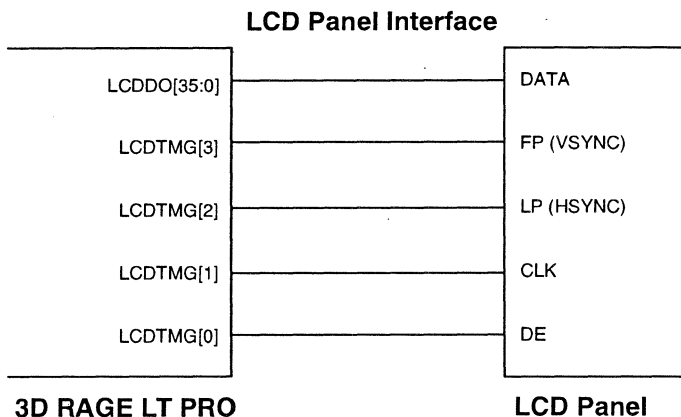 LCD Panel Interface
LCDDO[35:0] DATA
LCDTMG[3] FP (VSYNC)
LCDTMG[2] LP (HSYNC)
LCDTMG[1] CLK
LCDTMG[0] DE
3D RAGE LT PRO LCD Panel